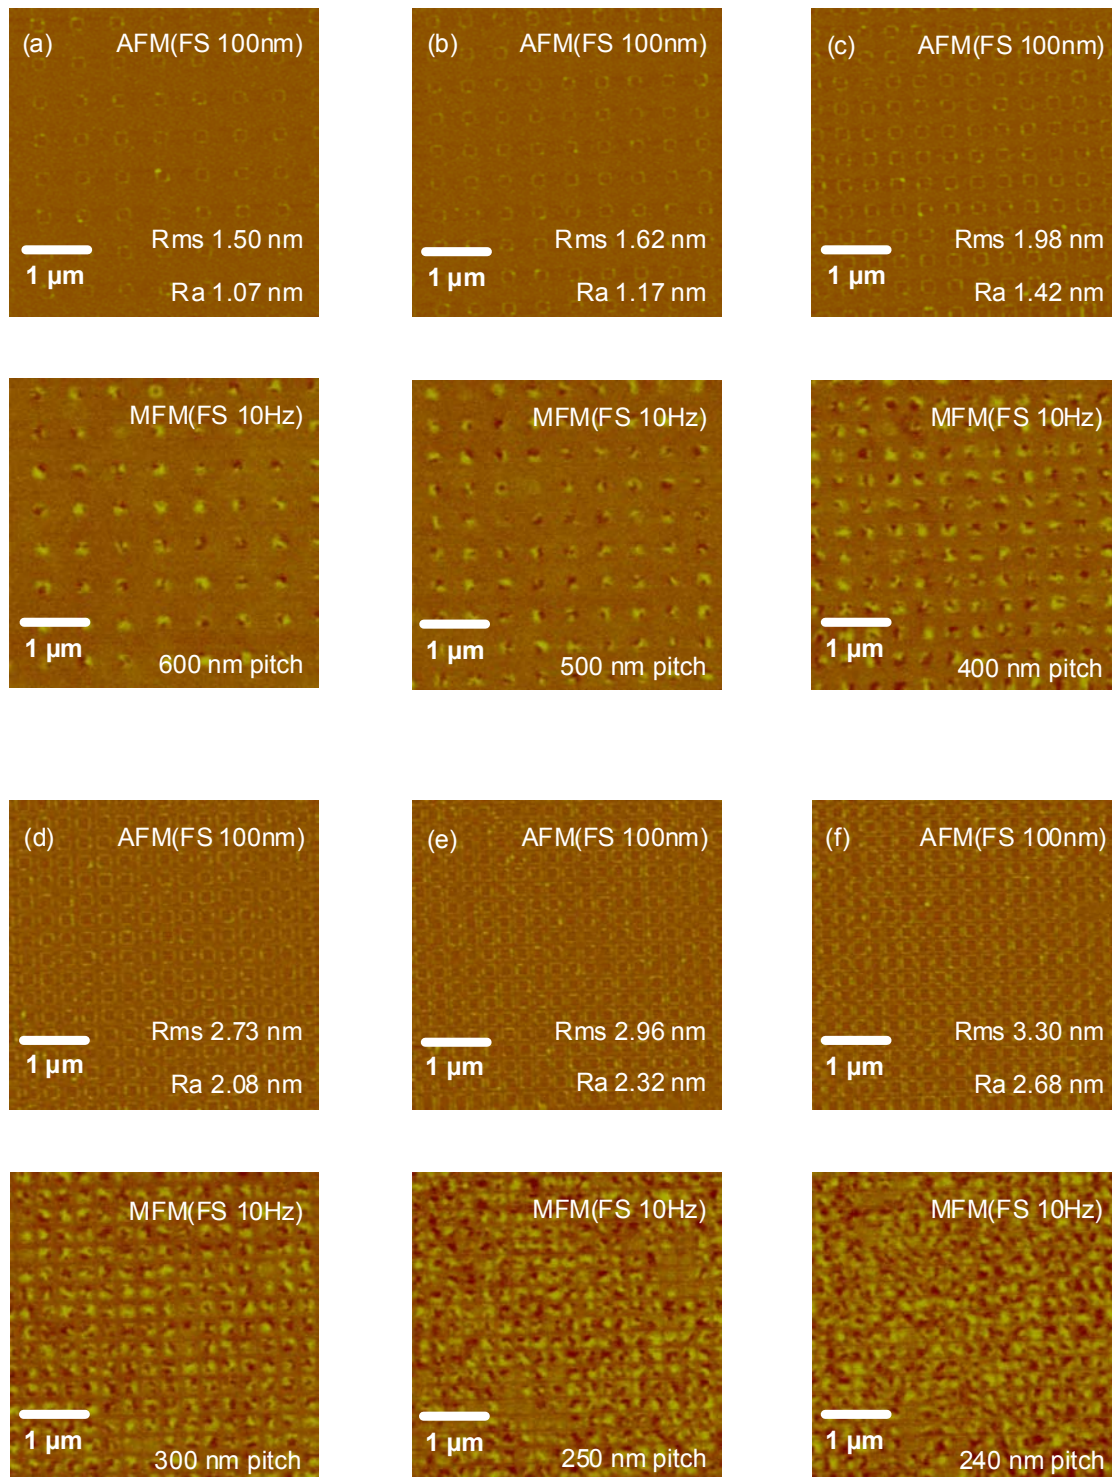 (a) AFM(FS 100nm)
Rms 1.50 nm
1 µm
Ra 1.07 nm
(b) AFM(FS 100nm)
Rms 1.62 nm
1 µm
Ra 1.17 nm
(c) AFM(FS 100nm)
Rms 1.98 nm
1 µm
Ra 1.42 nm
MFM(FS 10Hz)
1 µm
600 nm pitch
MFM(FS 10Hz)
1 µm
500 nm pitch
MFM(FS 10Hz)
1 µm
400 nm pitch
(d) AFM(FS 100nm)
Rms 2.73 nm
1 µm
Ra 2.08 nm
(e) AFM(FS 100nm)
Rms 2.96 nm
1 µm
Ra 2.32 nm
(f) AFM(FS 100nm)
Rms 3.30 nm
1 µm
Ra 2.68 nm
MFM(FS 10Hz)
1 µm
300 nm pitch
MFM(FS 10Hz)
1 µm
250 nm pitch
MFM(FS 10Hz)
1 µm
240 nm pitch